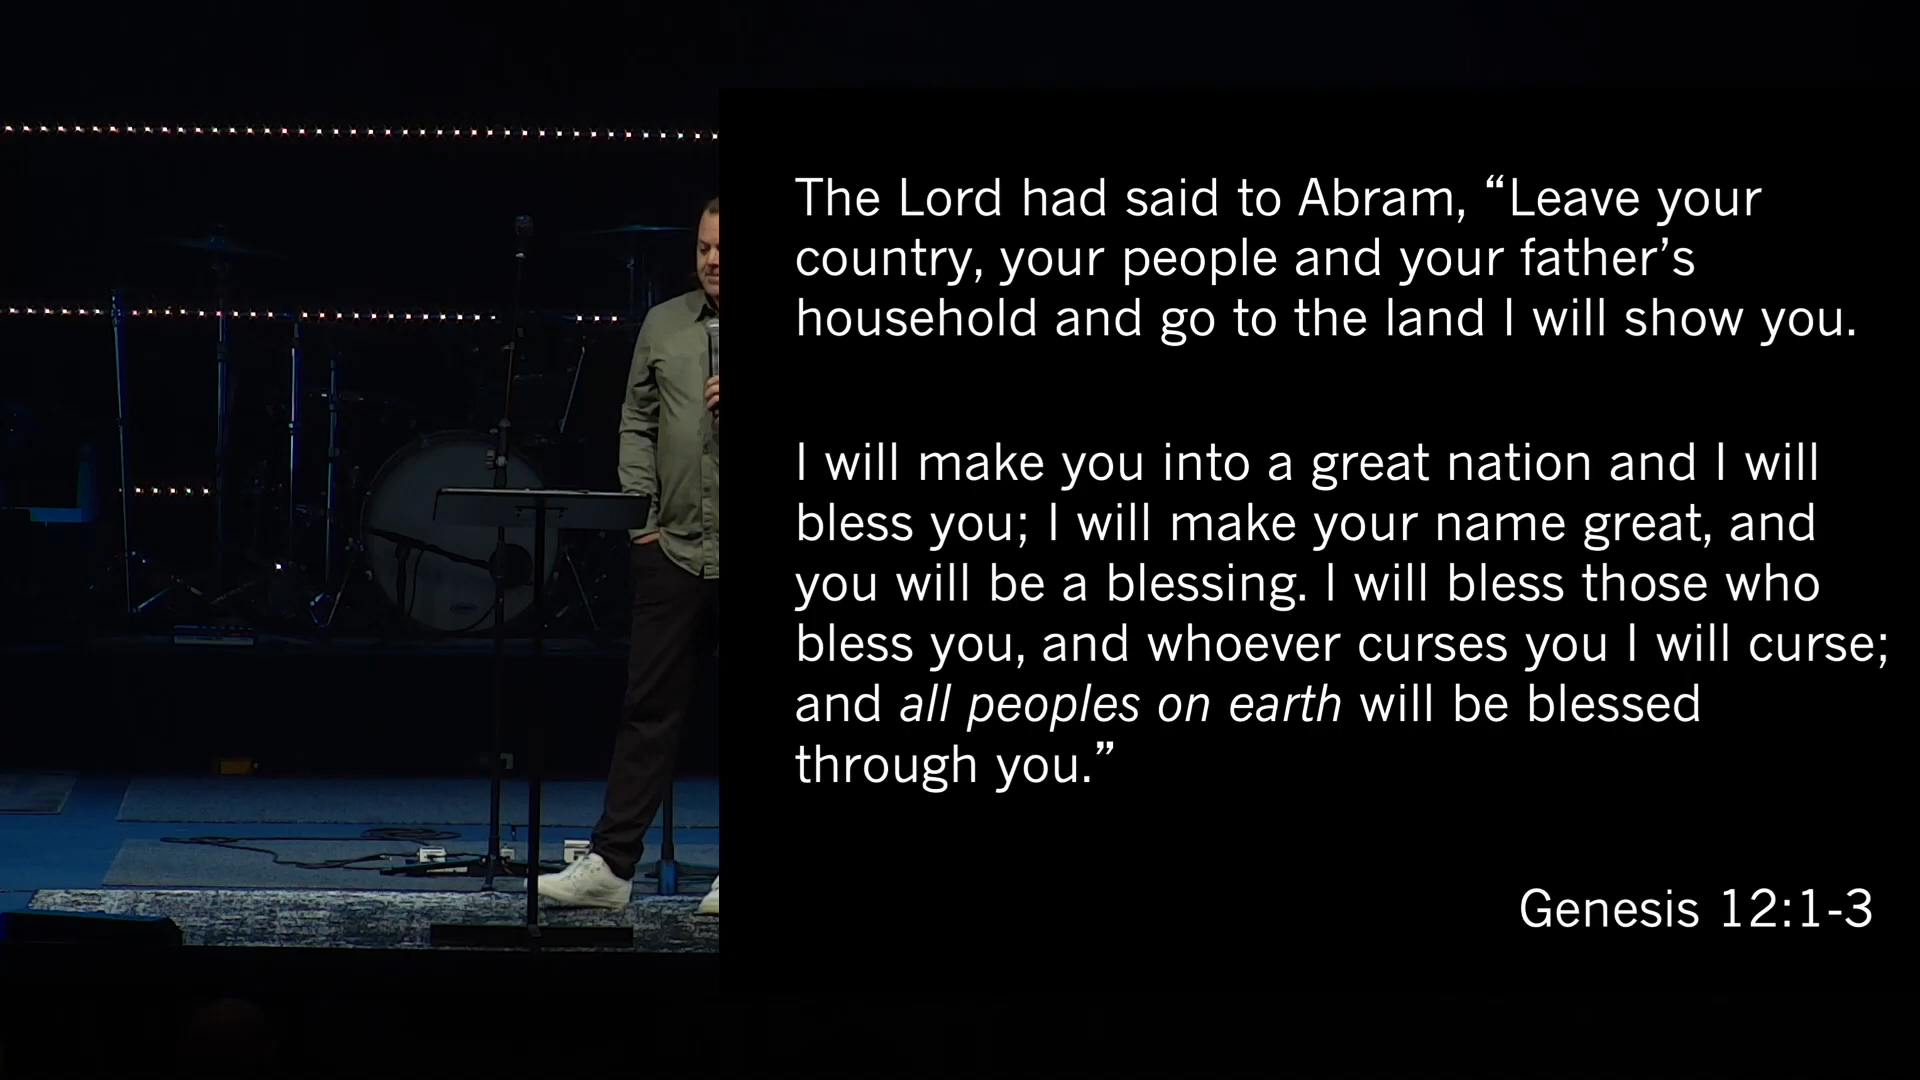 The Lord had said to Abram, “Leave your
country, your people and your father’s
household and go to the land I will show you.
I will make you into a great nation and I will
bless you; I will make your name great, and
you will be a blessing. I will bless those who
bless you, and whoever curses you I will curse;
and all peoples on earth will be blessed
through you.”
Genesis 12:1-3